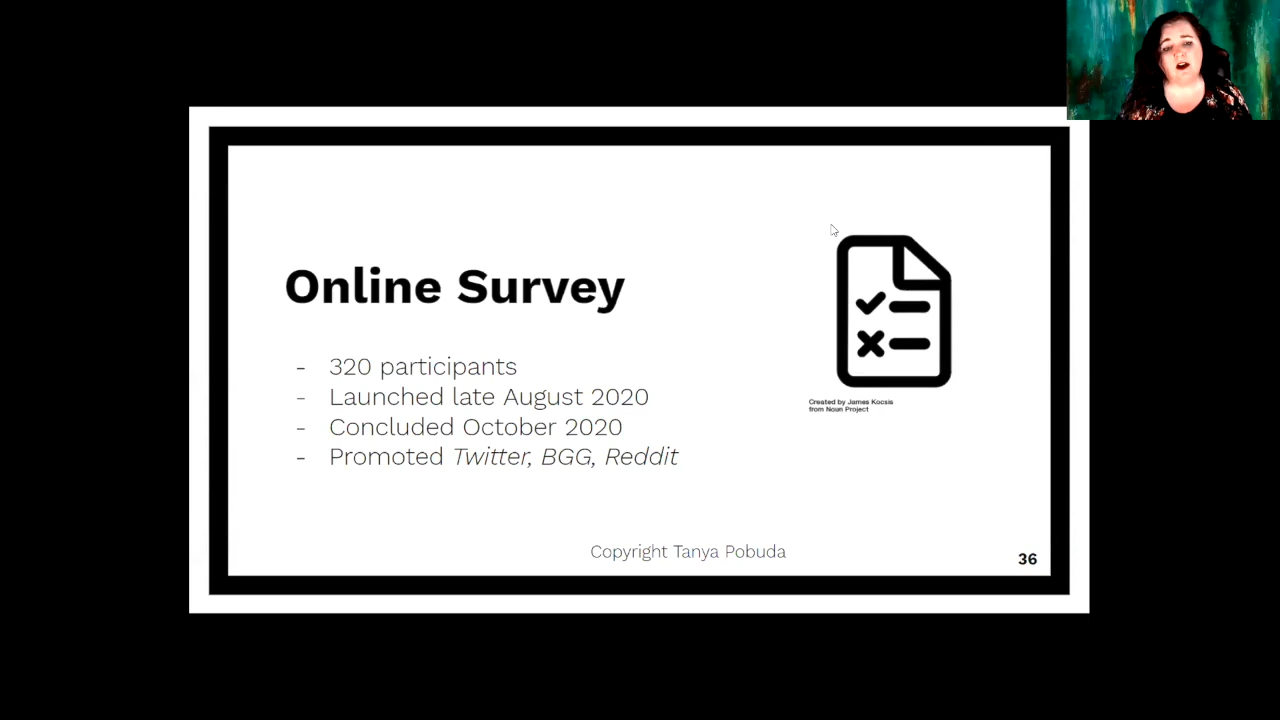 Online Survey
- 320 participants
- Launched late August 2020
- Concluded October 2020
- Promoted Twitter, BGG, Reddit
Created by James Kocsis
from Noun Project
Copyright Tanya Pobuda
36